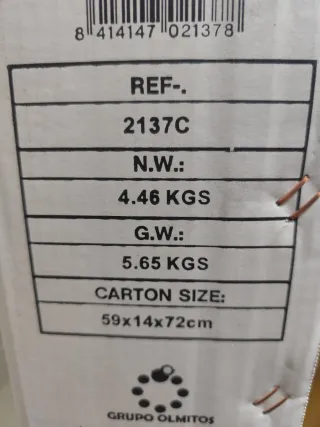 8 414147 021378
REF-.
2137C
N.W.:
4.46 KGS
G.W.:
5.65 KGS
CARTON SIZE:
59x14x72cm
GRUPO OLMITOS